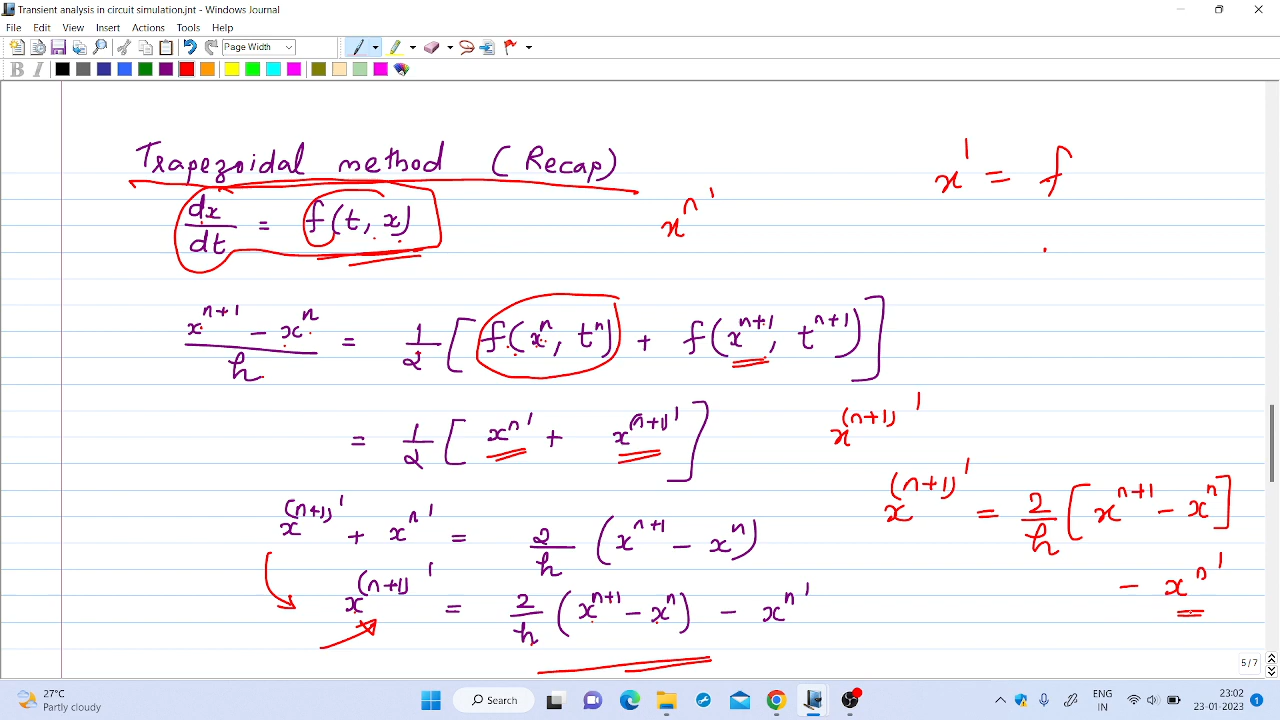 Transient analysis in circuit simulation.jnt - Windows Journal
File Edit View Insert Actions Tools Help
Page Width
B I
Trapezoidal method (Recap)
x' = f
dx/dt = f(t, x)
x^n'
(x^{n+1} - x^n)/h = 1/2 [f(x^n, t^n) + f(x^{n+1}, t^{n+1})]
= 1/2 [x^n' + x^{(n+1)'}]
x^{(n+1)'}
x^{(n+1)'} + x^n' = 2/h (x^{n+1} - x^n)
x^{(n+1)'} = 2/h [x^{n+1} - x^n]
- x^n'
x^{(n+1)'} = 2/h (x^{n+1} - x^n) - x^n'
27°C
Partly cloudy
Search
ENG
IN
23:02
23-01-2023